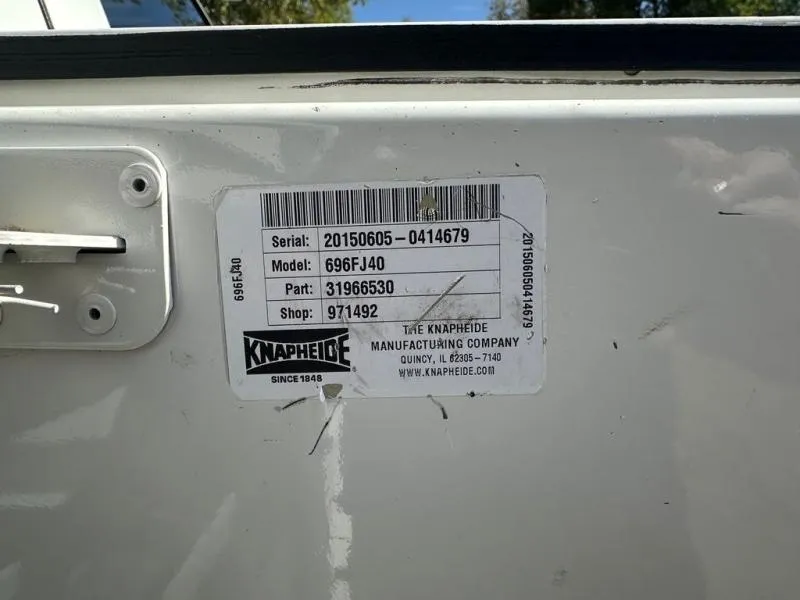 Serial: 20150605-0414679
Model: 696FJ40
Part: 31966530
Shop: 971492
696FJ40
201506050414679
KNAPHEIDE
SINCE 1848
THE KNAPHEIDE
MANUFACTURING COMPANY
QUINCY, IL 62305-7140
WWW.KNAPHEIDE.COM